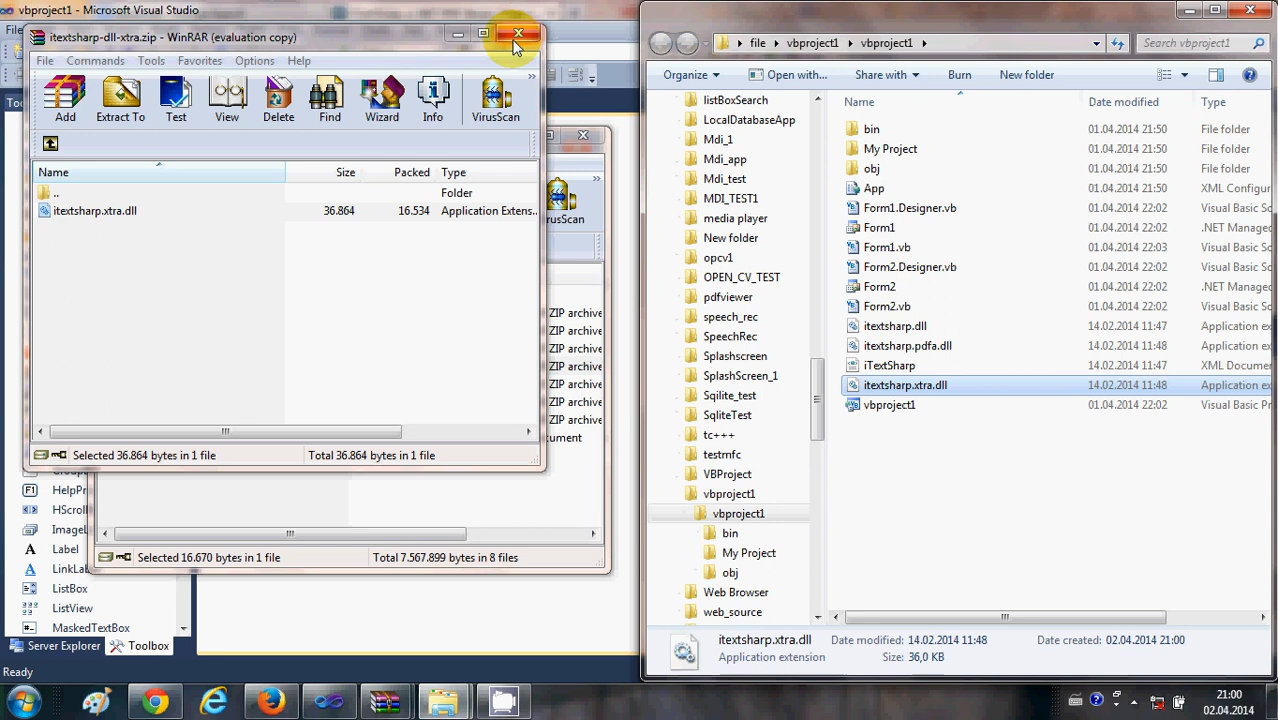 vbproject1 - Microsoft Visual Studio
itextsharp-dll-xtra.zip - WinRAR (evaluation copy)
File Commands Tools Favorites Options Help
Add Extract To Test View Delete Find Wizard Info VirusScan
Name Size Packed Type
.. Folder
itextsharp.xtra.dll 36.864 16.534 Application Extens..
Selected 36.864 bytes in 1 file Total 36.864 bytes in 1 file
ZIP archive
ZIP archive
ZIP archive
ZIP archive
ZIP archive
ZIP archive
ZIP archive
Selected 16.670 bytes in 1 file Total 7.567.899 bytes in 8 files
HelpPr
HScroll
ImageL
Label
LinkLab
ListBox
ListView
MaskedTextBox
Server Explorer Toolbox
Ready
file vbproject1 vbproject1 Search vbproject1
Organize Open with... Share with Burn New folder
listBoxSearch
LocalDatabaseApp
Mdi_1
Mdi_app
Mdi_test
MDI_TEST1
media player
New folder
opcv1
OPEN_CV_TEST
pdfviewer
speech_rec
SpeechRec
Splashscreen
SplashScreen_1
Sqilite_test
SqliteTest
tc+++
testrnfc
VBProject
vbproject1
vbproject1
bin
My Project
obj
Web Browser
web_source
Name Date modified Type
bin 01.04.2014 21:50 File folder
My Project 01.04.2014 21:50 File folder
obj 01.04.2014 21:50 File folder
App 01.04.2014 21:50 XML Configur
Form1.Designer.vb 01.04.2014 22:02 Visual Basic So
Form1 01.04.2014 22:02 .NET Managed
Form1.vb 01.04.2014 22:03 Visual Basic So
Form2.Designer.vb 01.04.2014 22:02 Visual Basic So
Form2 01.04.2014 22:02 .NET Managed
Form2.vb 01.04.2014 22:02 Visual Basic So
itextsharp.dll 14.02.2014 11:47 Application ex
itextsharp.pdfa.dll 14.02.2014 11:48 Application ex
iTextSharp 14.02.2014 11:47 XML Documen
itextsharp.xtra.dll 14.02.2014 11:48 Application ex
vbproject1 01.04.2014 22:02 Visual Basic Pr
itextsharp.xtra.dll Date modified: 14.02.2014 11:48 Date created: 02.04.2014 21:00
Application extension Size: 36,0 KB
21:00
02.04.2014